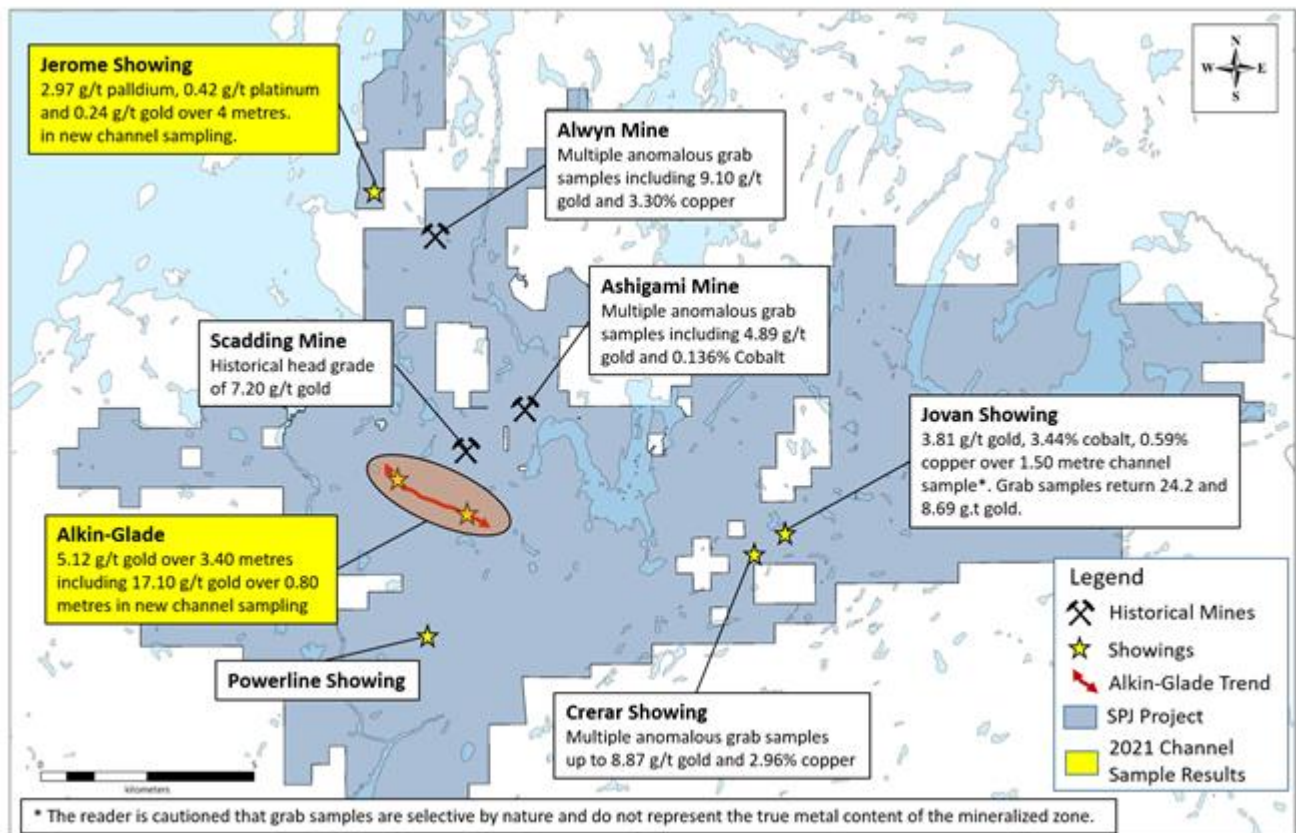 Jerome Showing
2.97 g/t palldium, 0.42 g/t platinum
and 0.24 g/t gold over 4 metres.
in new channel sampling.
N
W E
S
Alwyn Mine
Multiple anomalous grab
samples including 9.10 g/t
gold and 3.30% copper
Ashigami Mine
Multiple anomalous grab
samples including 4.89 g/t
gold and 0.136% Cobalt
Scadding Mine
Historical head grade
of 7.20 g/t gold
Jovan Showing
3.81 g/t gold, 3.44% cobalt, 0.59%
copper over 1.50 metre channel
sample*. Grab samples return 24.2 and
8.69 g.t gold.
Alkin-Glade
5.12 g/t gold over 3.40 metres
including 17.10 g/t gold over 0.80
metres in new channel sampling
Powerline Showing
Crerar Showing
Multiple anomalous grab samples
up to 8.87 g/t gold and 2.96% copper
Legend
Historical Mines
Showings
Alkin-Glade Trend
SPJ Project
2021 Channel
Sample Results
0 5
kilometers
* The reader is cautioned that grab samples are selective by nature and do not represent the true metal content of the mineralized zone.